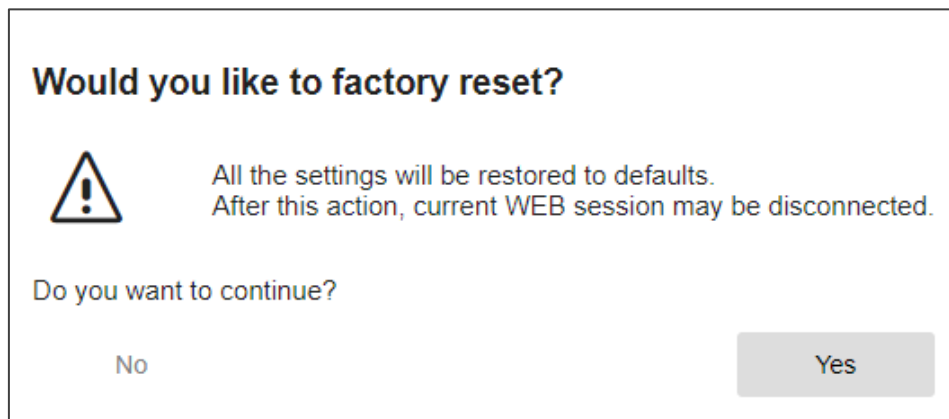 Would you like to factory reset?
All the settings will be restored to defaults.
After this action, current WEB session may be disconnected.
Do you want to continue?
No
Yes